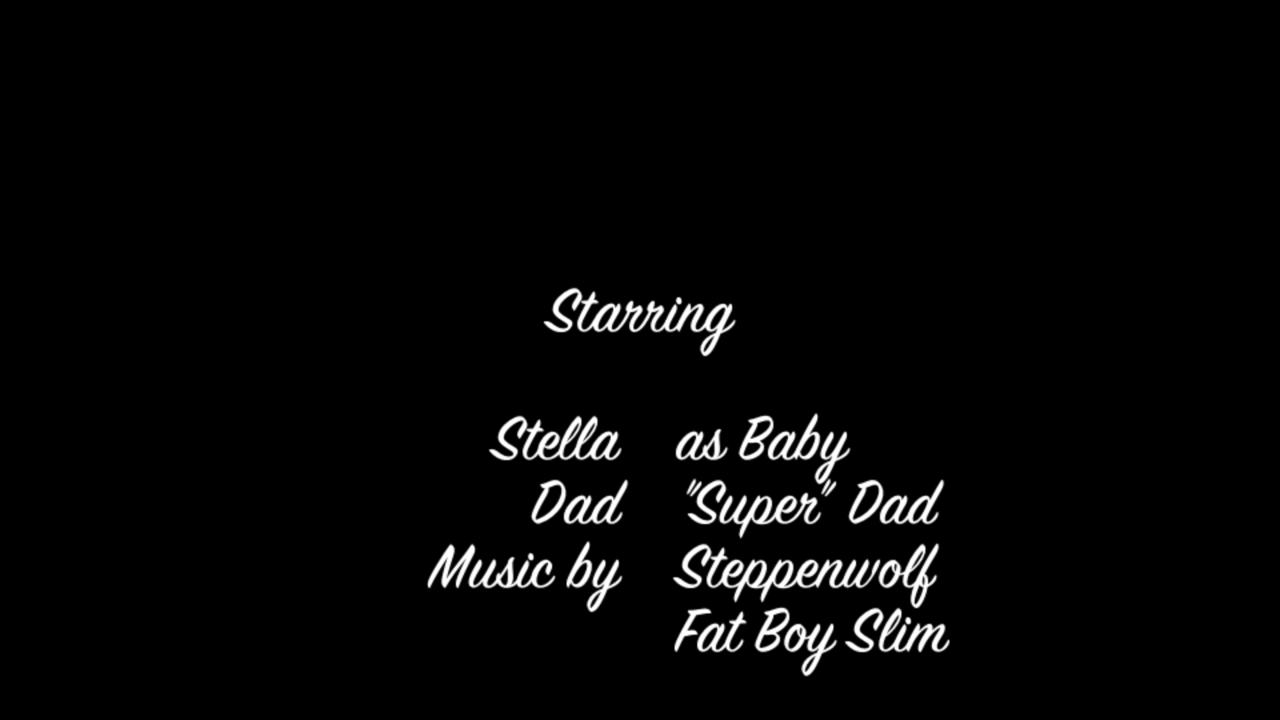 Starring
Stella as Baby
Dad "Super" Dad
Music by Steppenwolf
Fat Boy Slim